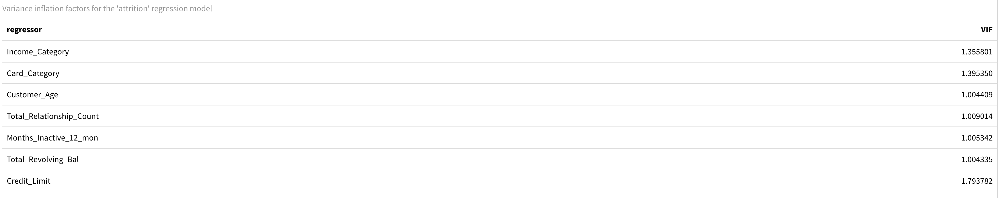 Variance inflation factors for the 'attrition' regression model
regressor VIF
Income_Category 1.355801
Card_Category 1.395350
Customer_Age 1.004409
Total_Relationship_Count 1.009014
Months_Inactive_12_mon 1.005342
Total_Revolving_Bal 1.004335
Credit_Limit 1.793782